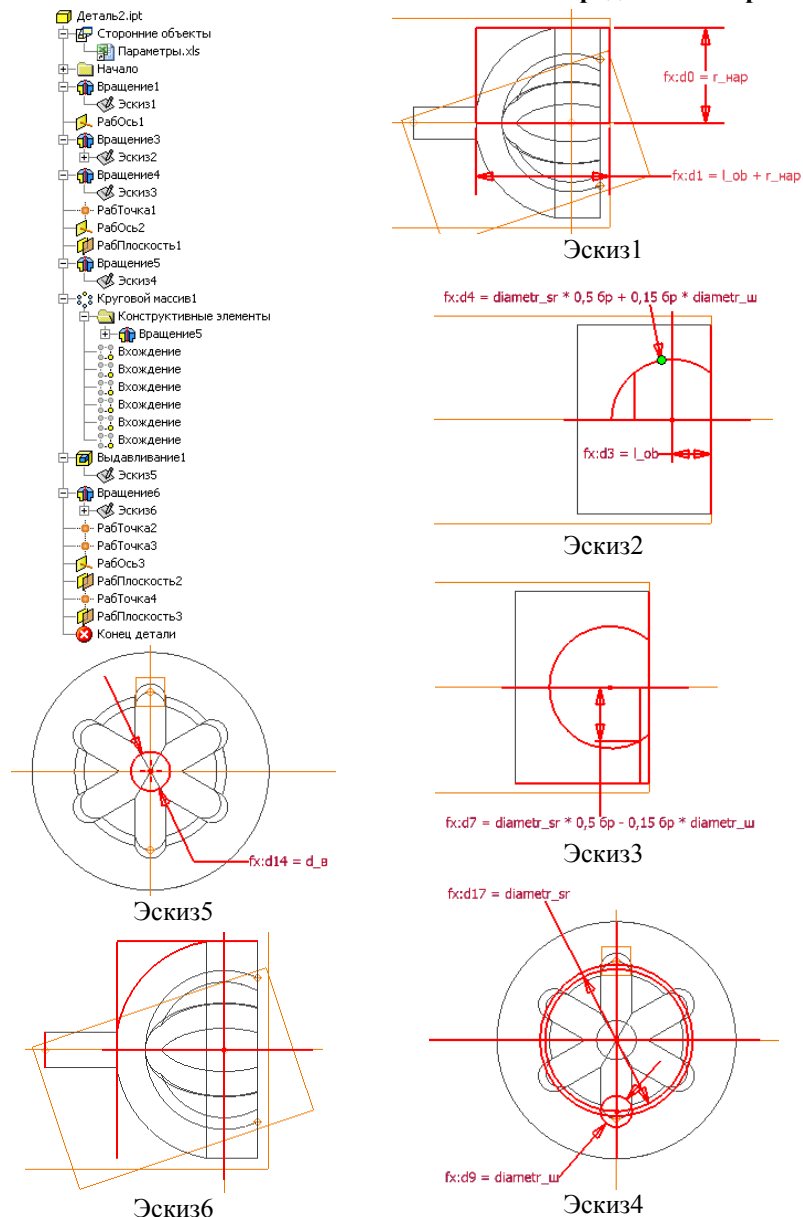 Деталь2.ipt
Сторонние объекты
Параметры.xls
Начало
Вращение1
Эскиз1
РабОсь1
Вращение3
Эскиз2
Вращение4
Эскиз3
РабТочка1
РабОсь2
РабПлоскость1
Вращение5
Эскиз4
Круговой массив1
Конструктивные элементы
Вращение5
Вхождение
Вхождение
Вхождение
Вхождение
Вхождение
Вхождение
Выдавливание1
Эскиз5
Вращение6
Эскиз6
РабТочка2
РабТочка3
РабОсь3
РабПлоскость2
РабТочка4
РабПлоскость3
Конец детали
fx:d0 = r_нар
fx:d1 = l_ob + r_нар
Эскиз1
fx:d4 = diametr_sr * 0,5 бр + 0,15 бр * diametr_ш
fx:d3 = l_ob
Эскиз2
fx:d7 = diametr_sr * 0,5 бр - 0,15 бр * diametr_ш
Эскиз3
fx:d14 = d_в
Эскиз5
fx:d17 = diametr_sr
fx:d9 = diametr_ш
Эскиз4
Эскиз6